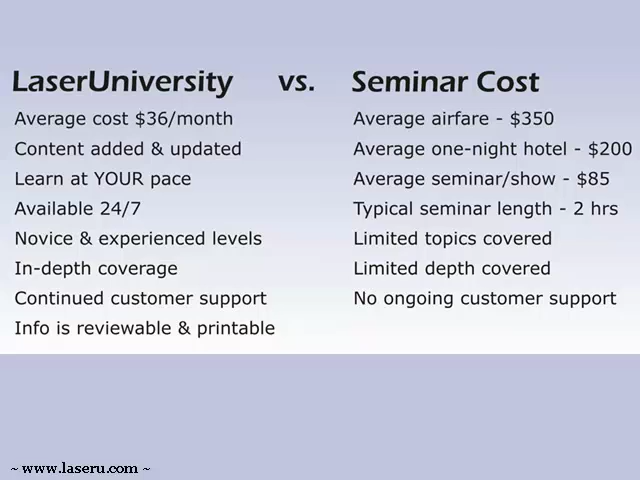 LaserUniversity vs. Seminar Cost
Average cost $36/month
Content added & updated
Learn at YOUR pace
Available 24/7
Novice & experienced levels
In-depth coverage
Continued customer support
Info is reviewable & printable
Average airfare - $350
Average one-night hotel - $200
Average seminar/show - $85
Typical seminar length - 2 hrs
Limited topics covered
Limited depth covered
No ongoing customer support
~ www.laseru.com ~